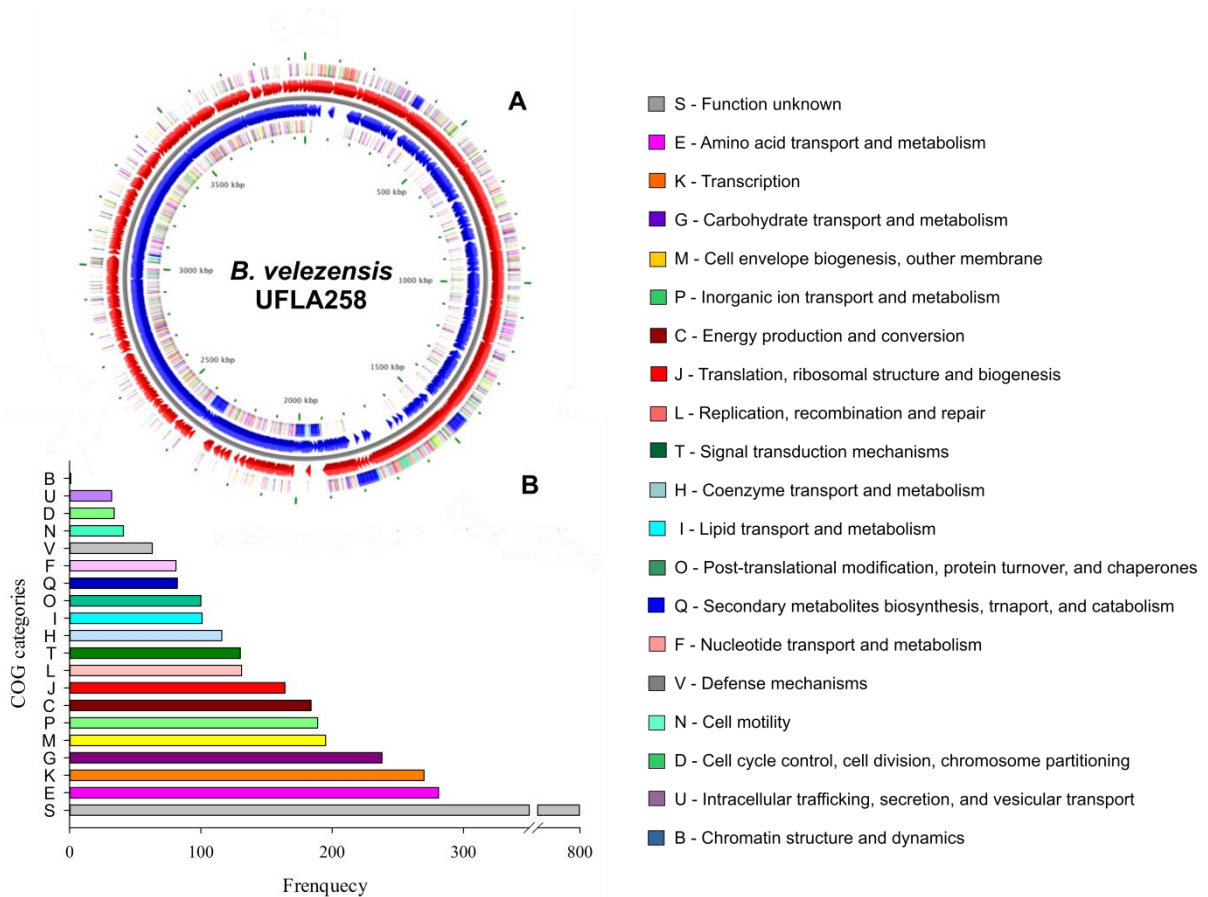 A
500 kbp
1000 kbp
1500 kbp
2000 kbp
2500 kbp
3000 kbp
3500 kbp
B. velezensis
UFLA258
B
COG categories
B
U
D
N
V
F
Q
O
I
H
T
L
J
C
P
M
G
K
E
S
0
100
200
300
800
Frenquecy
S - Function unknown
E - Amino acid transport and metabolism
K - Transcription
G - Carbohydrate transport and metabolism
M - Cell envelope biogenesis, outher membrane
P - Inorganic ion transport and metabolism
C - Energy production and conversion
J - Translation, ribosomal structure and biogenesis
L - Replication, recombination and repair
T - Signal transduction mechanisms
H - Coenzyme transport and metabolism
I - Lipid transport and metabolism
O - Post-translational modification, protein turnover, and chaperones
Q - Secondary metabolites biosynthesis, trnaport, and catabolism
F - Nucleotide transport and metabolism
V - Defense mechanisms
N - Cell motility
D - Cell cycle control, cell division, chromosome partitioning
U - Intracellular trafficking, secretion, and vesicular transport
B - Chromatin structure and dynamics